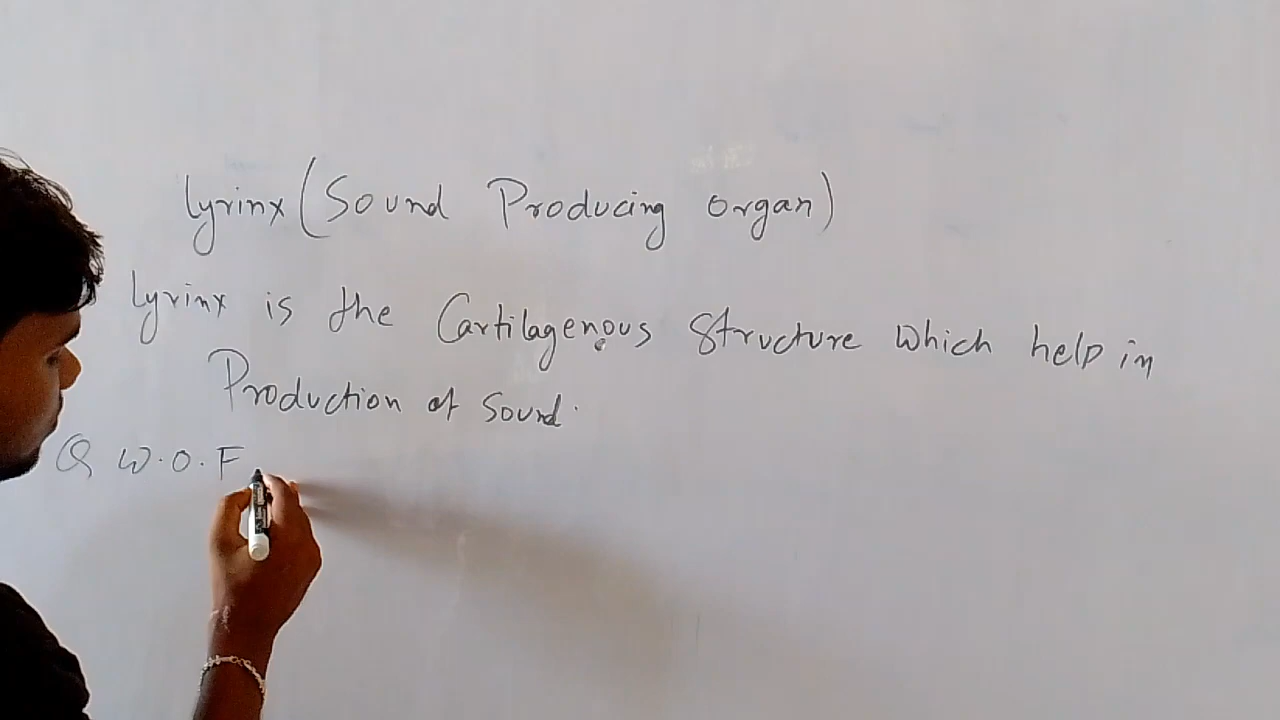 Lyrinx (Sound Producing organ)
Lyrinx is the Cartilagenous Structure which help in
Production of Sound.
Q W.O.F